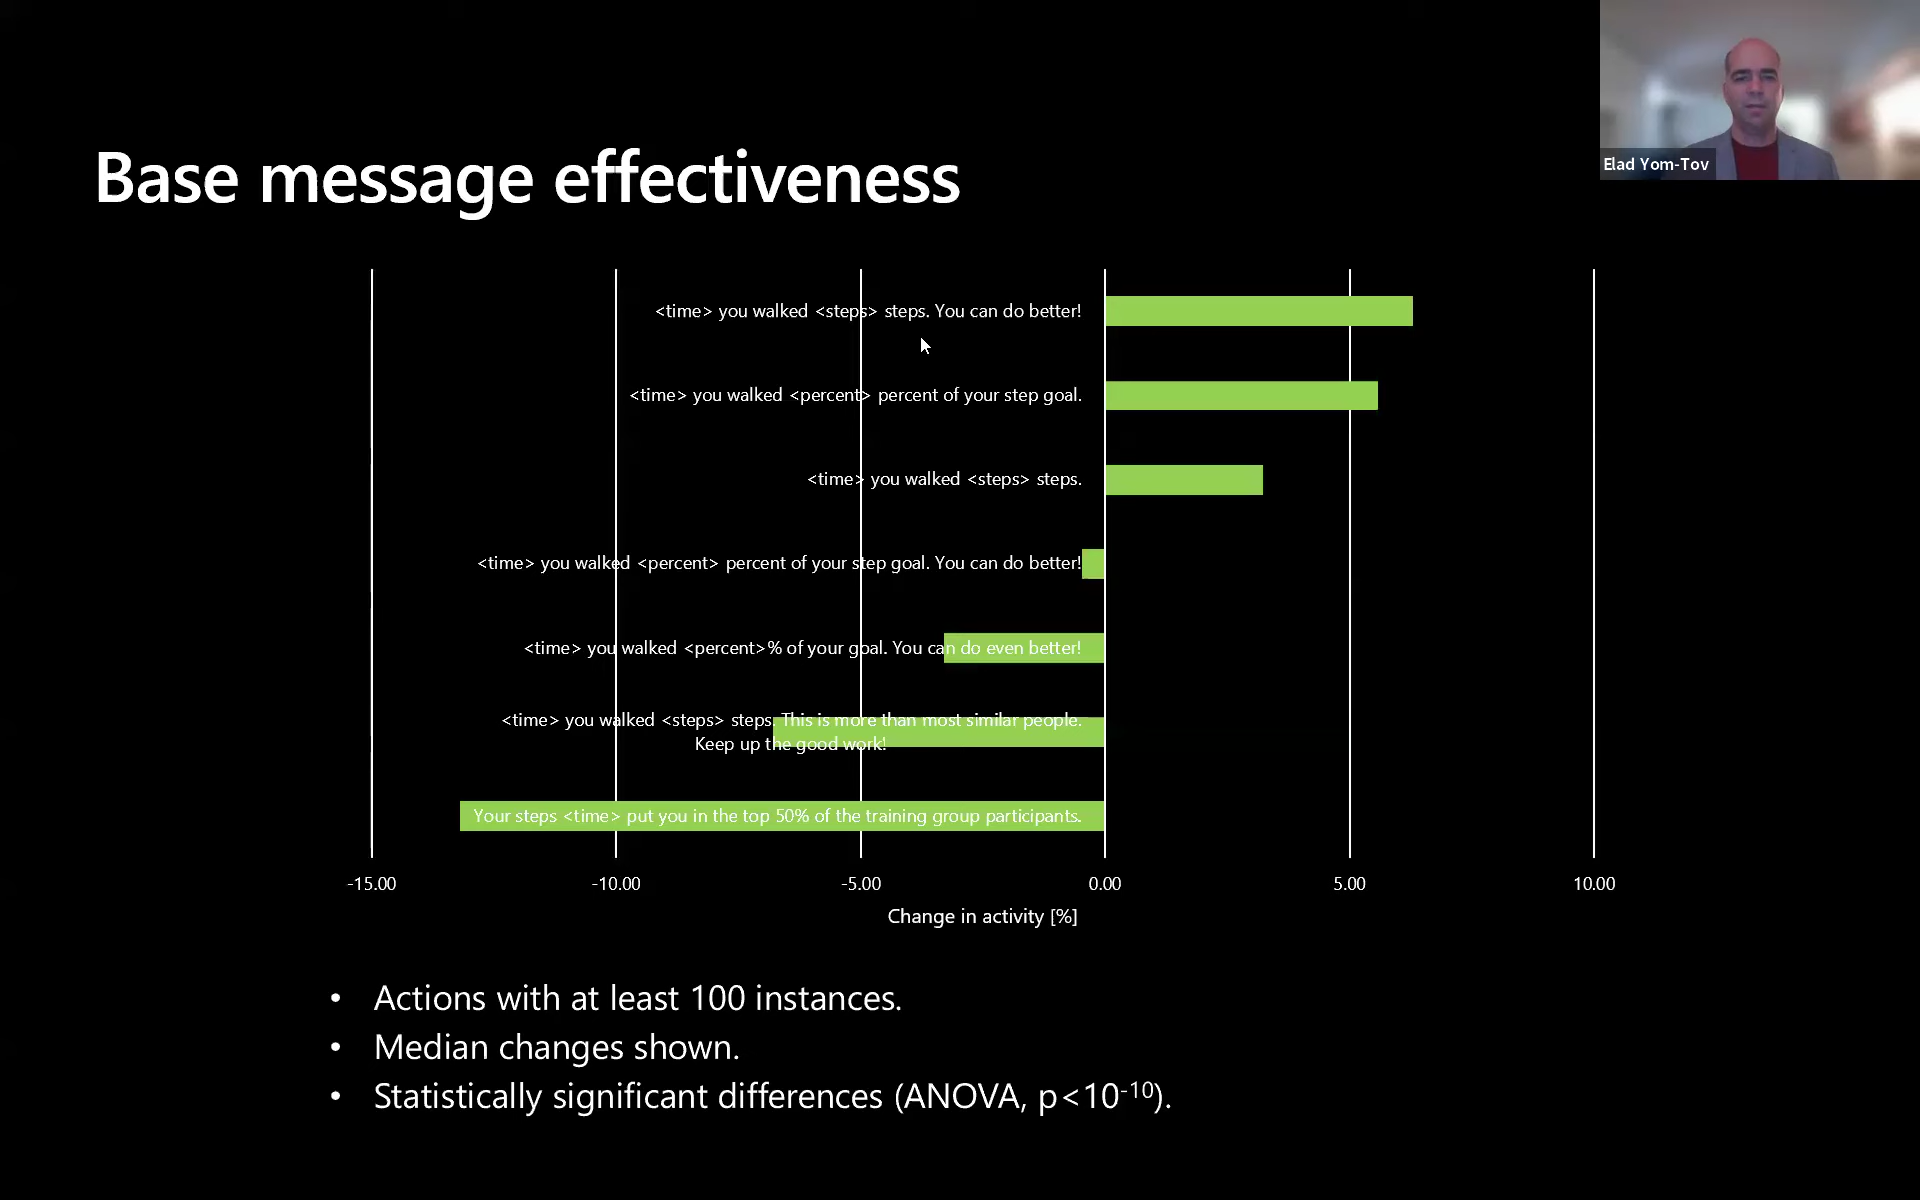 Elad Yom-Tov
Base message effectiveness
<time> you walked <steps> steps. You can do better!
<time> you walked <percent> percent of your step goal.
<time> you walked <steps> steps.
<time> you walked <percent> percent of your step goal. You can do better!
<time> you walked <percent>% of your goal. You can do even better!
<time> you walked <steps> steps. This is more than most similar people.
Keep up the good work!
Your steps <time> put you in the top 50% of the training group participants.
-15.00 -10.00 -5.00 0.00 5.00 10.00
Change in activity [%]
• Actions with at least 100 instances.
• Median changes shown.
• Statistically significant differences (ANOVA, p<10⁻¹⁰).